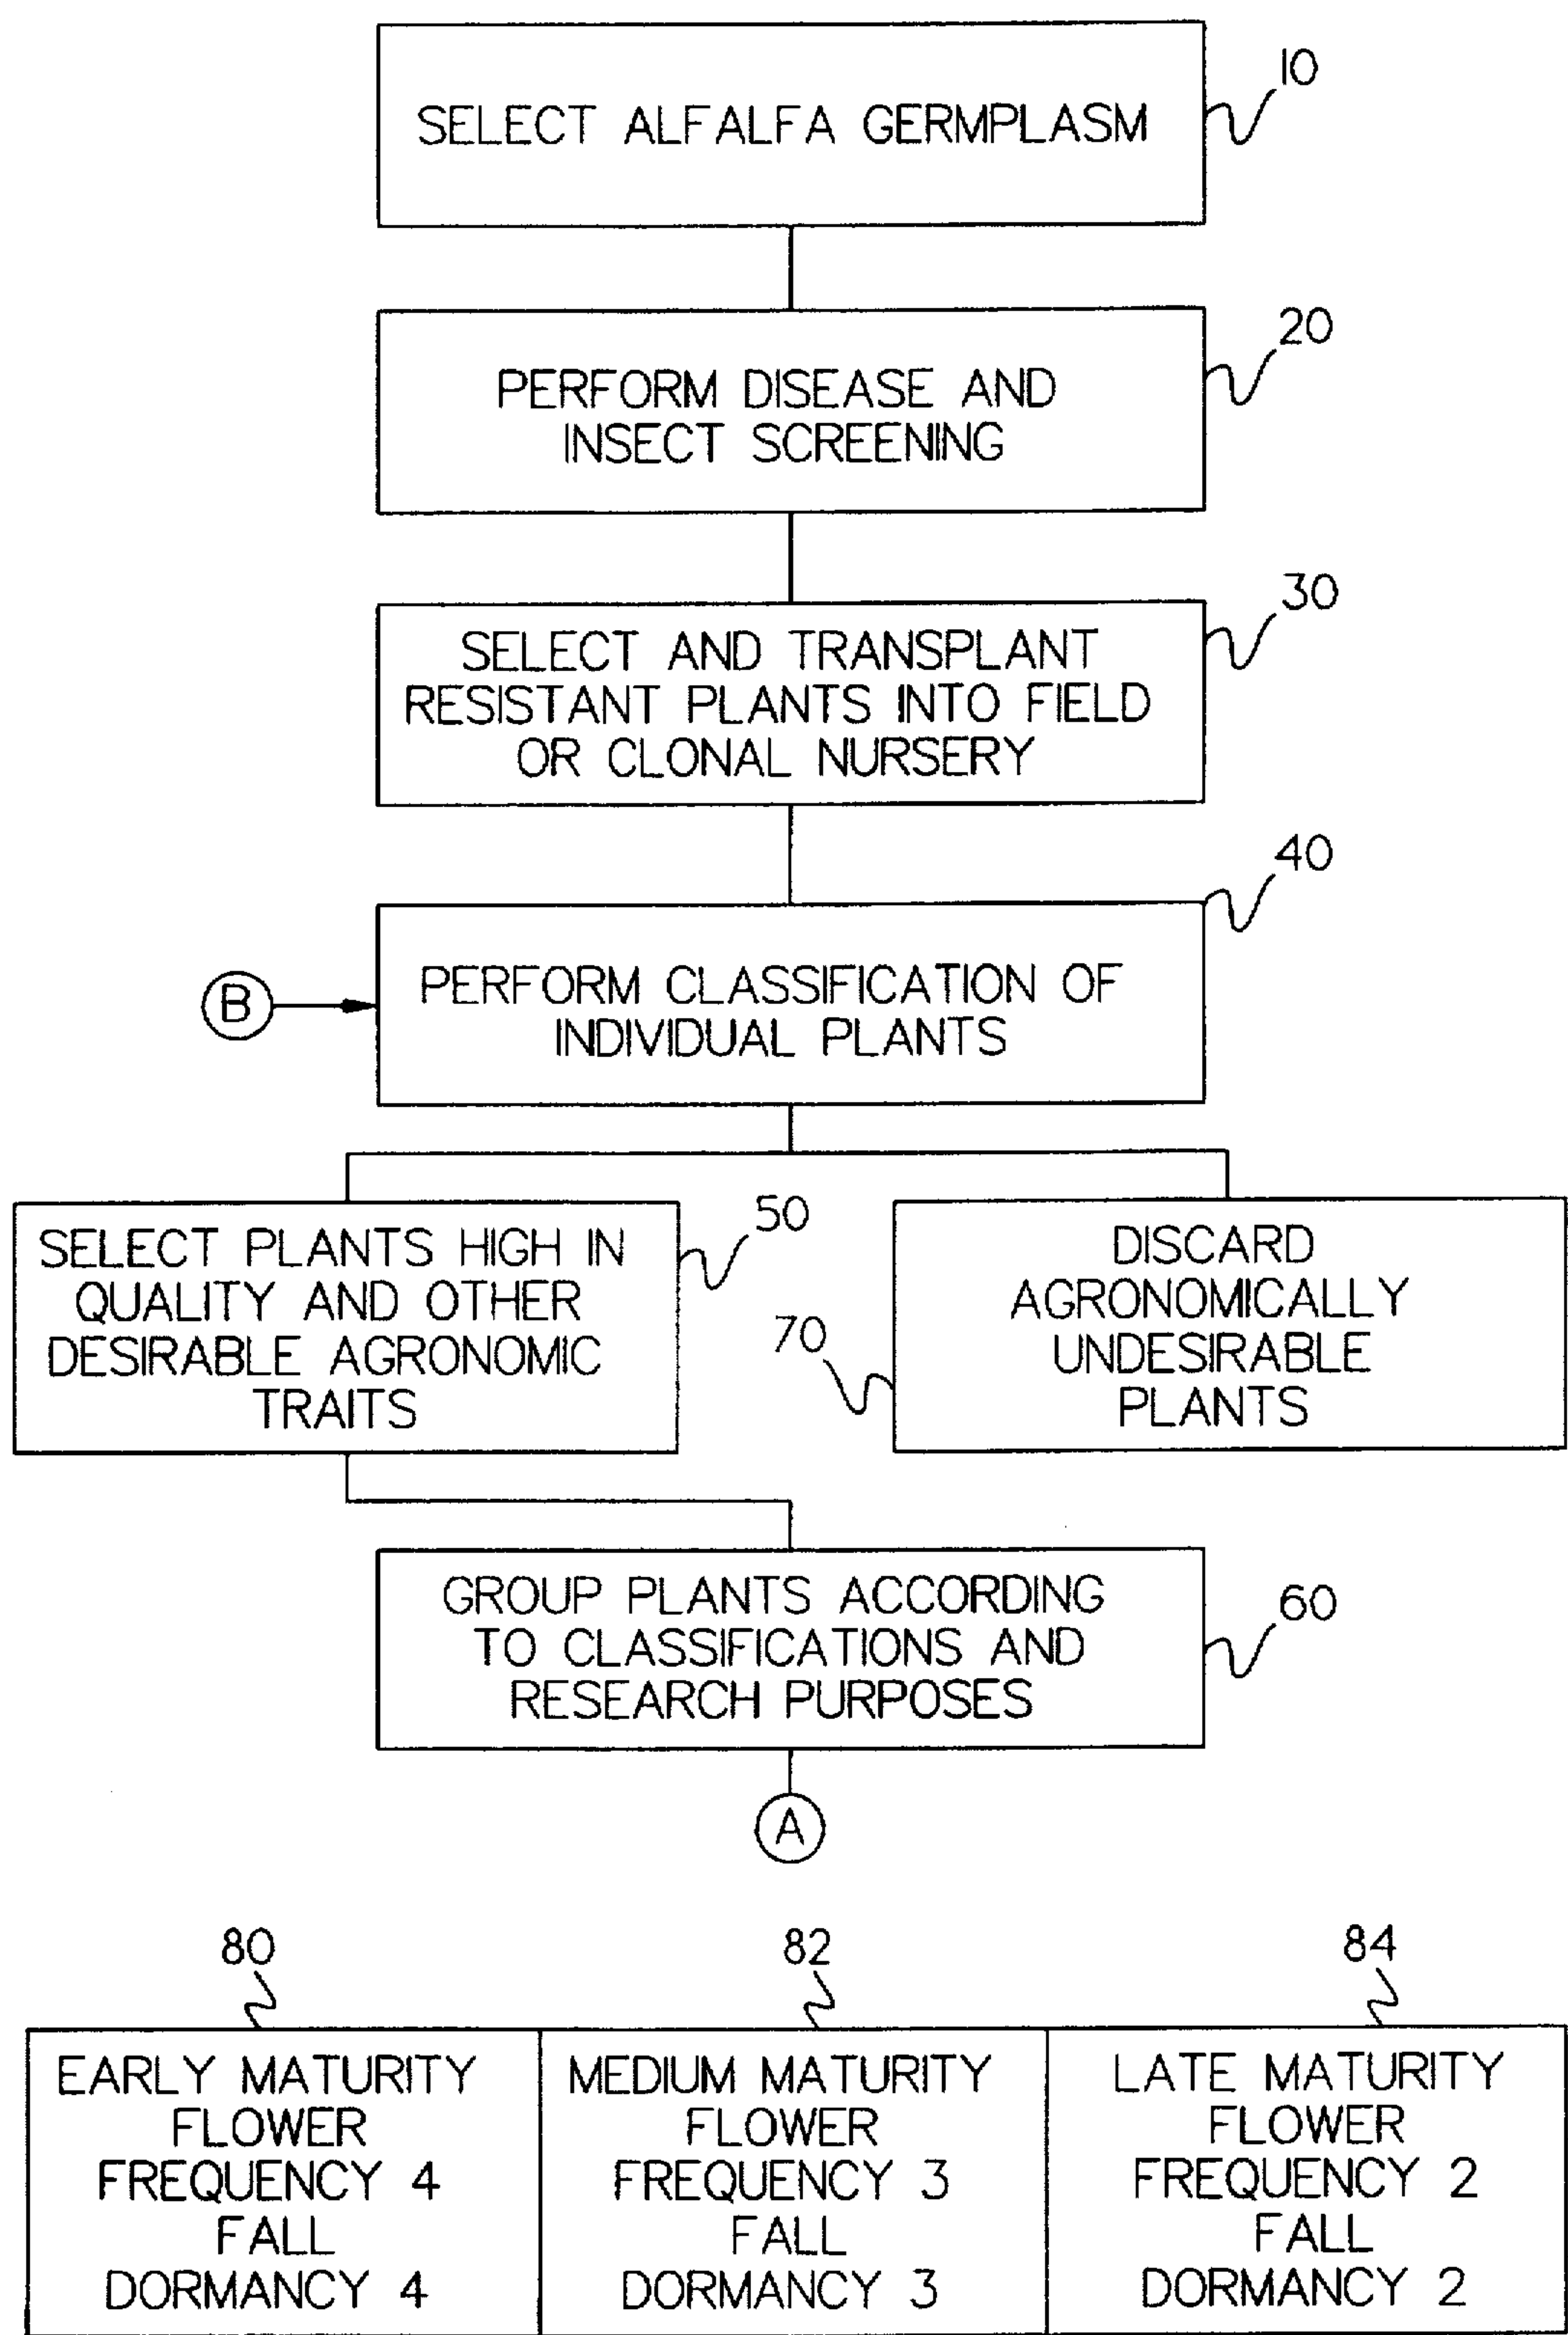 SELECT ALFALFA GERMPLASM
10
PERFORM DISEASE AND
INSECT SCREENING
20
SELECT AND TRANSPLANT
RESISTANT PLANTS INTO FIELD
OR CLONAL NURSERY
30
40
B
PERFORM CLASSIFICATION OF
INDIVIDUAL PLANTS
SELECT PLANTS HIGH IN
QUALITY AND OTHER
DESIRABLE AGRONOMIC
TRAITS
50
70
DISCARD
AGRONOMICALLY
UNDESIRABLE
PLANTS
GROUP PLANTS ACCORDING
TO CLASSIFICATIONS AND
RESEARCH PURPOSES
60
A
80
82
84
EARLY MATURITY
FLOWER
FREQUENCY 4
FALL
DORMANCY 4
MEDIUM MATURITY
FLOWER
FREQUENCY 3
FALL
DORMANCY 3
LATE MATURITY
FLOWER
FREQUENCY 2
FALL
DORMANCY 2